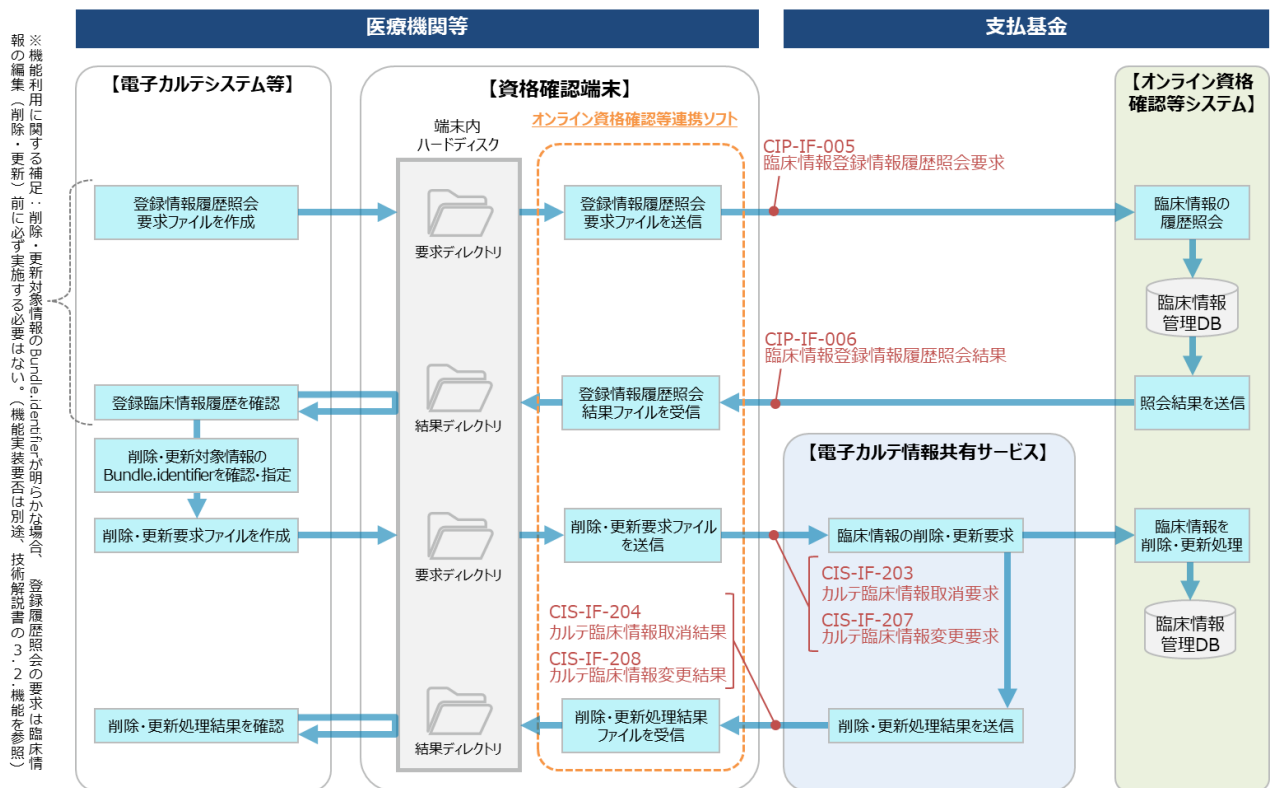 医療機関等
支払基金
※機能利用に関する補足：削除・更新対象情報のBundle.identifierが明らかな場合、登録履歴照会の要求は臨床情
報の編集（削除・更新）前に必ず実施する必要はない。（機能実装要否は別途、技術解説書の３.２.機能を参照）
【電子カルテシステム等】
【資格確認端末】
オンライン資格確認等連携ソフト
端末内
ハードディスク
【オンライン資格
確認等システム】
CIP-IF-005
臨床情報登録情報履歴照会要求
登録情報履歴照会
要求ファイルを作成
要求ディレクトリ
登録情報履歴照会
要求ファイルを送信
臨床情報の
履歴照会
臨床情報
管理DB
CIP-IF-006
臨床情報登録情報履歴照会結果
登録臨床情報履歴を確認
結果ディレクトリ
登録情報履歴照会
結果ファイルを受信
照会結果を送信
削除・更新対象情報の
Bundle.identifierを確認・指定
【電子カルテ情報共有サービス】
削除・更新要求ファイルを作成
要求ディレクトリ
削除・更新要求ファイル
を送信
臨床情報の削除・更新要求
臨床情報を
削除・更新処理
CIS-IF-203
カルテ臨床情報取消要求
CIS-IF-207
カルテ臨床情報変更要求
CIS-IF-204
カルテ臨床情報取消結果
CIS-IF-208
カルテ臨床情報変更結果
臨床情報
管理DB
削除・更新処理結果を確認
結果ディレクトリ
削除・更新処理結果
ファイルを受信
削除・更新処理結果を送信